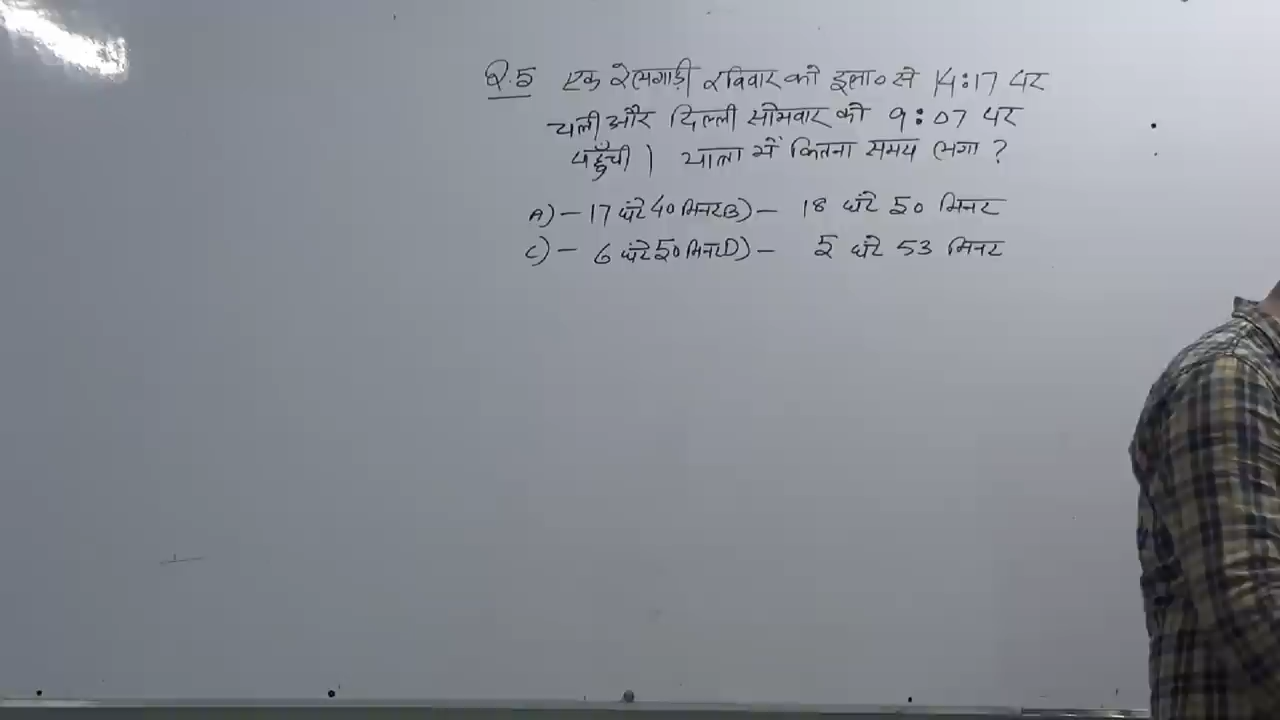 Q.5 एक रेलगाड़ी रविवार को इला० से 14:17 पर
चली और दिल्ली सोमवार को 9:07 पर
पहुँची । यात्रा में कितना समय लगा ?
A) - 17 घंटे 40 मिनट B) - 18 घंटे 50 मिनट
C) - 6 घंटे 50 मिनट D) - 5 घंटे 53 मिनट